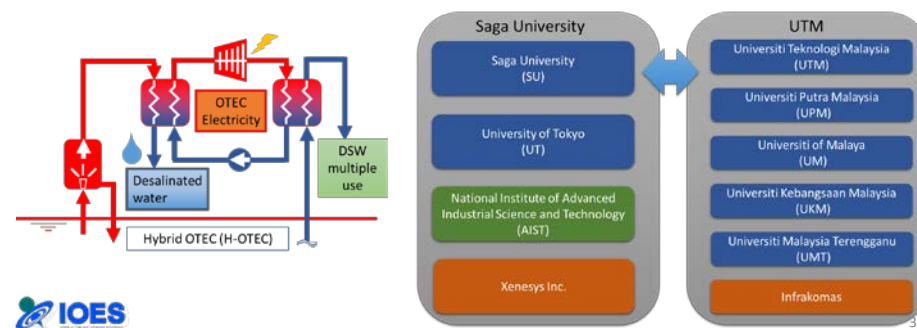 OTEC
Electricity
Desalinated
water
DSW
multiple
use
Hybrid OTEC (H-OTEC)
IOES
Saga University
Saga University
(SU)
University of Tokyo
(UT)
National Institute of Advanced
Industrial Science and Technology
(AIST)
Xenesys Inc.
UTM
Universiti Teknologi Malaysia
(UTM)
Universiti Putra Malaysia
(UPM)
Universiti of Malaya
(UM)
Universiti Kebangsaan Malaysia
(UKM)
Universiti Malaysia Terengganu
(UMT)
Infrakomas
3